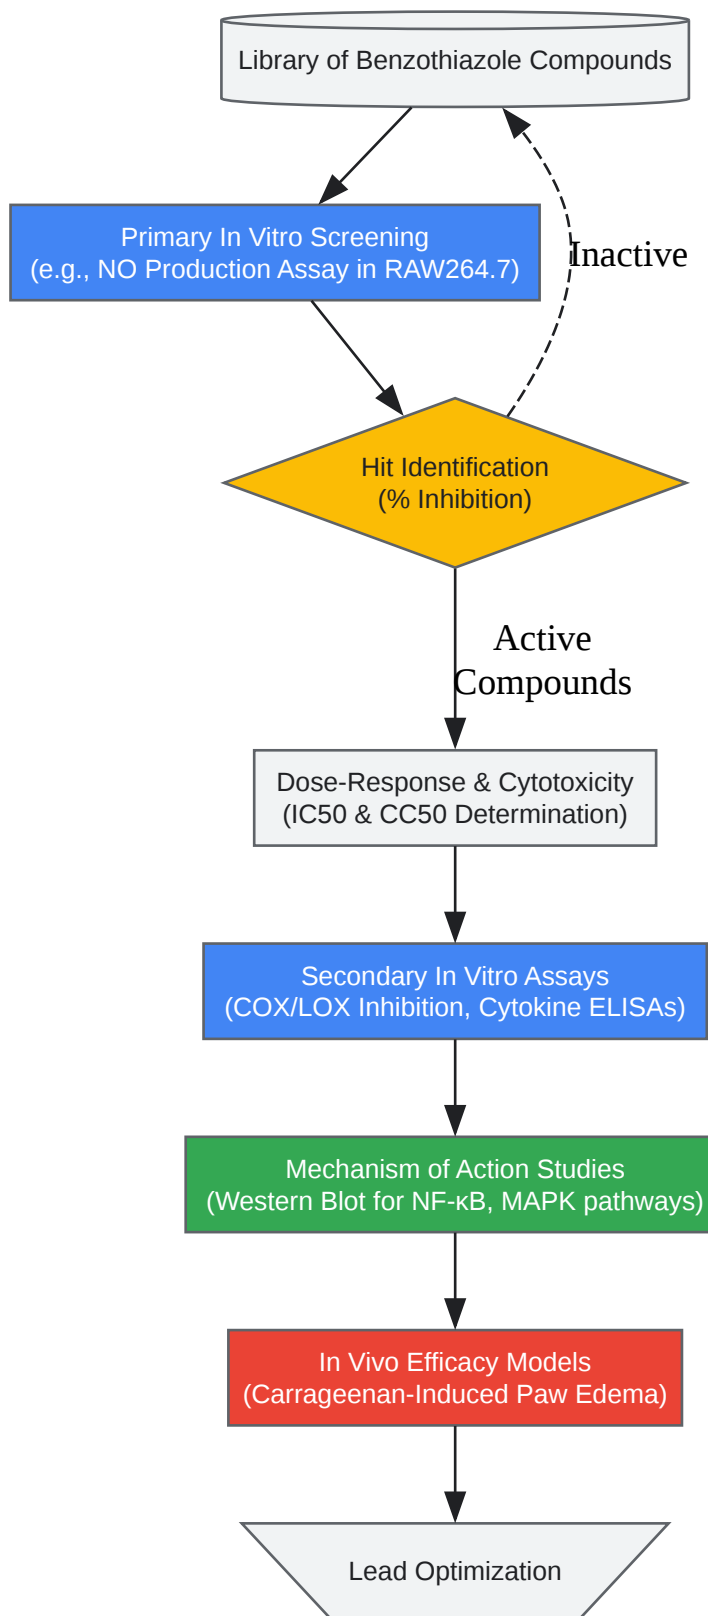 Library of Benzothiazole Compounds
Primary In Vitro Screening
(e.g., NO Production Assay in RAW264.7)
Inactive
Hit Identification
(% Inhibition)
Active
Compounds
Dose-Response & Cytotoxicity
(IC50 & CC50 Determination)
Secondary In Vitro Assays
(COX/LOX Inhibition, Cytokine ELISAs)
Mechanism of Action Studies
(Western Blot for NF-κB, MAPK pathways)
In Vivo Efficacy Models
(Carrageenan-Induced Paw Edema)
Lead Optimization